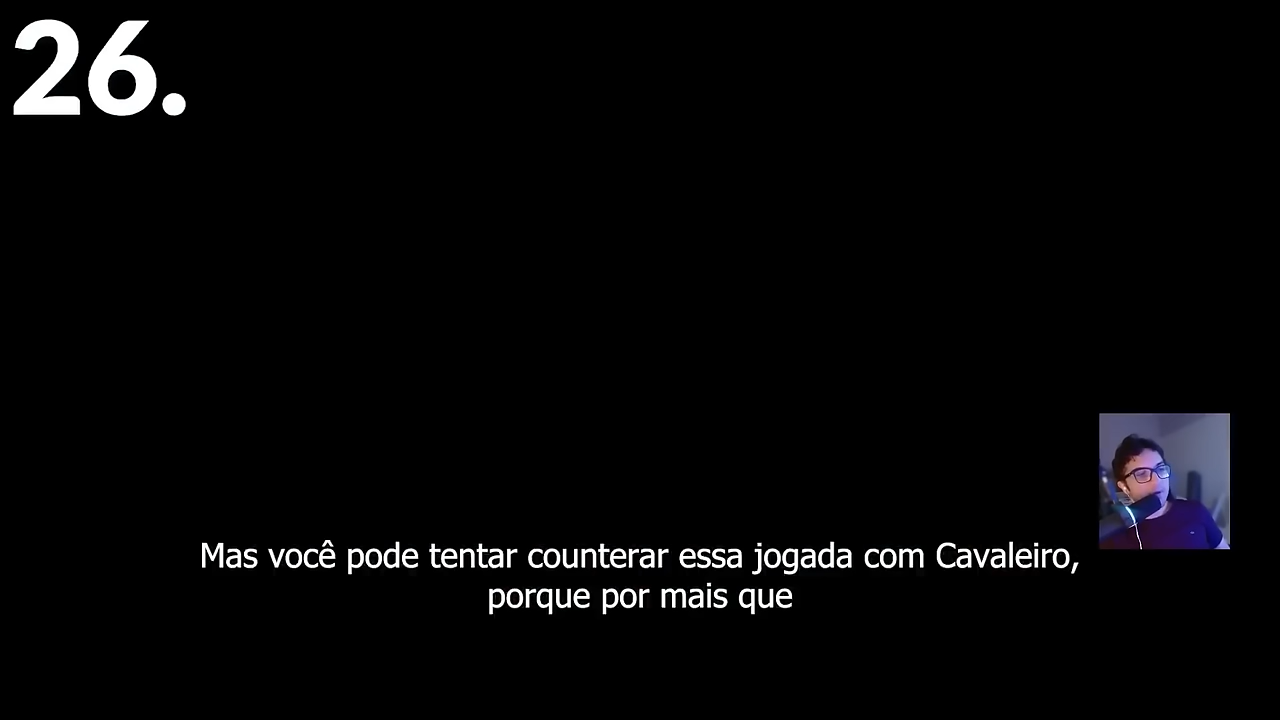 26.
Mas você pode tentar counterar essa jogada com Cavaleiro,
porque por mais que